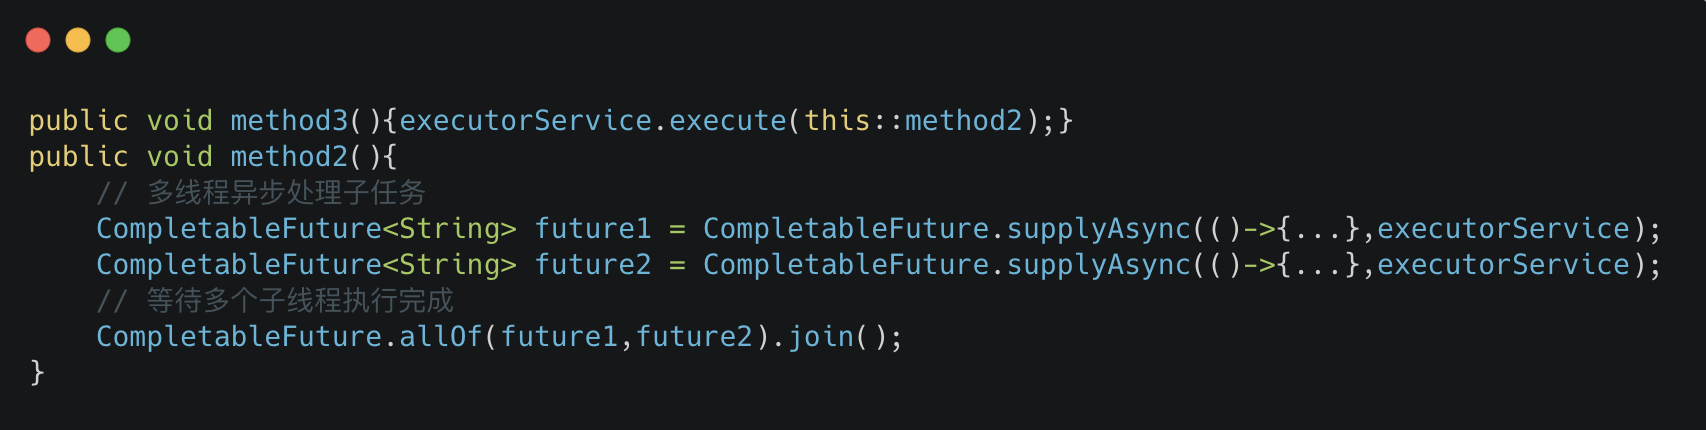 public void method3(){executorService.execute(this::method2);}
public void method2(){
    // 多线程异步处理子任务
    CompletableFuture<String> future1 = CompletableFuture.supplyAsync(()->{...},executorService);
    CompletableFuture<String> future2 = CompletableFuture.supplyAsync(()->{...},executorService);
    // 等待多个子线程执行完成
    CompletableFuture.allOf(future1,future2).join();
}